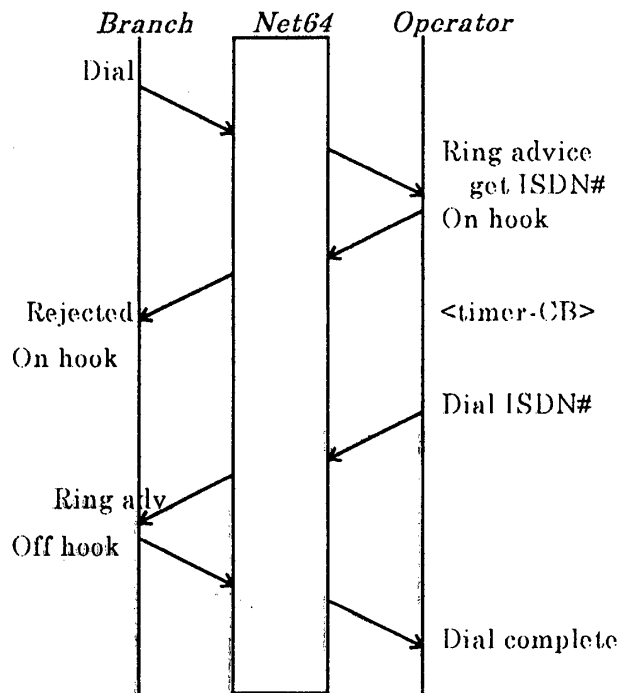 Branch Net64 Operator
Dial
Ring advice
get ISDN#
On hook
Rejected
<timer-CB>
On hook
Dial ISDN#
Ring adv
Off hook
Dial complete